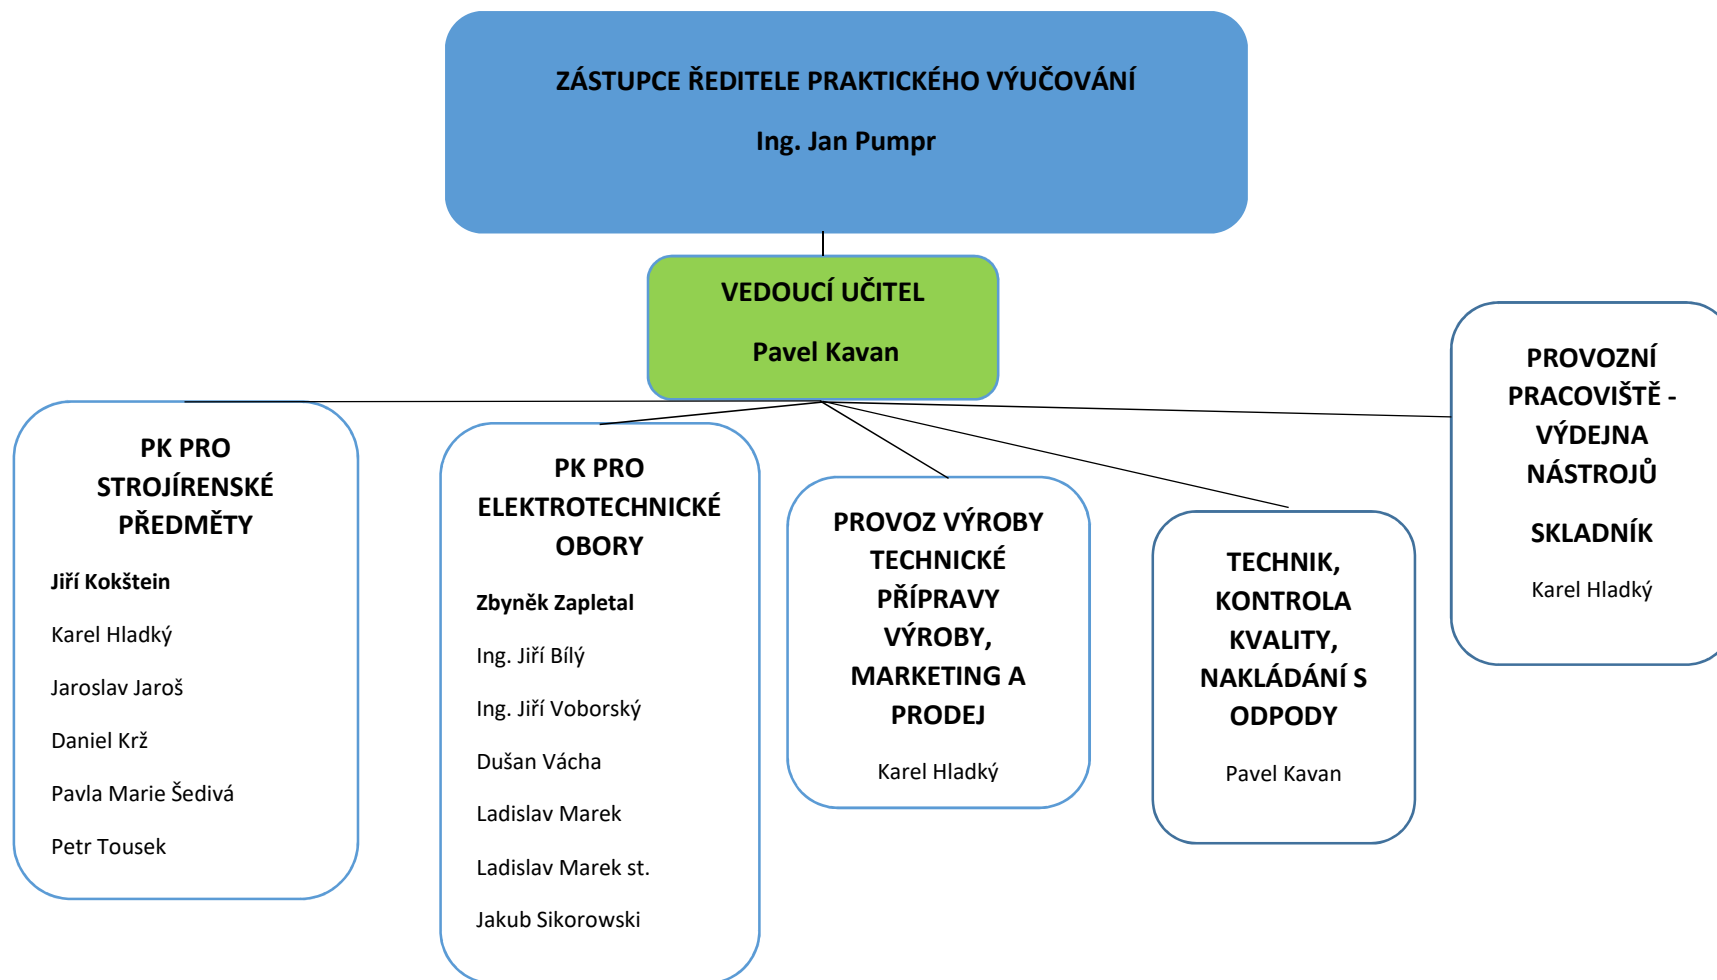 ZÁSTUPCE ŘEDITELE PRAKTICKÉHO VÝUČOVÁNÍ
Ing. Jan Pumpr
VEDOUCÍ UČITEL
Pavel Kavan
PK PRO
STROJÍRENSKÉ
PŘEDMĚTY
Jiří Kokštein
Karel Hladký
Jaroslav Jaroš
Daniel Krž
Pavla Marie Šedivá
Petr Tousek
PK PRO
ELEKTROTECHNICKÉ
OBORY
Zbyněk Zapletal
Ing. Jiří Bílý
Ing. Jiří Voborský
Dušan Vácha
Ladislav Marek
Ladislav Marek st.
Jakub Sikorowski
PROVOZ VÝROBY
TECHNICKÉ
PŘÍPRAVY
VÝROBY,
MARKETING A
PRODEJ
Karel Hladký
TECHNIK,
KONTROLA
KVALITY,
NAKLÁDÁNÍ S
ODPODY
Pavel Kavan
PROVOZNÍ
PRACOVIŠTĚ -
VÝDEJNA
NÁSTROJŮ
SKLADNÍK
Karel Hladký